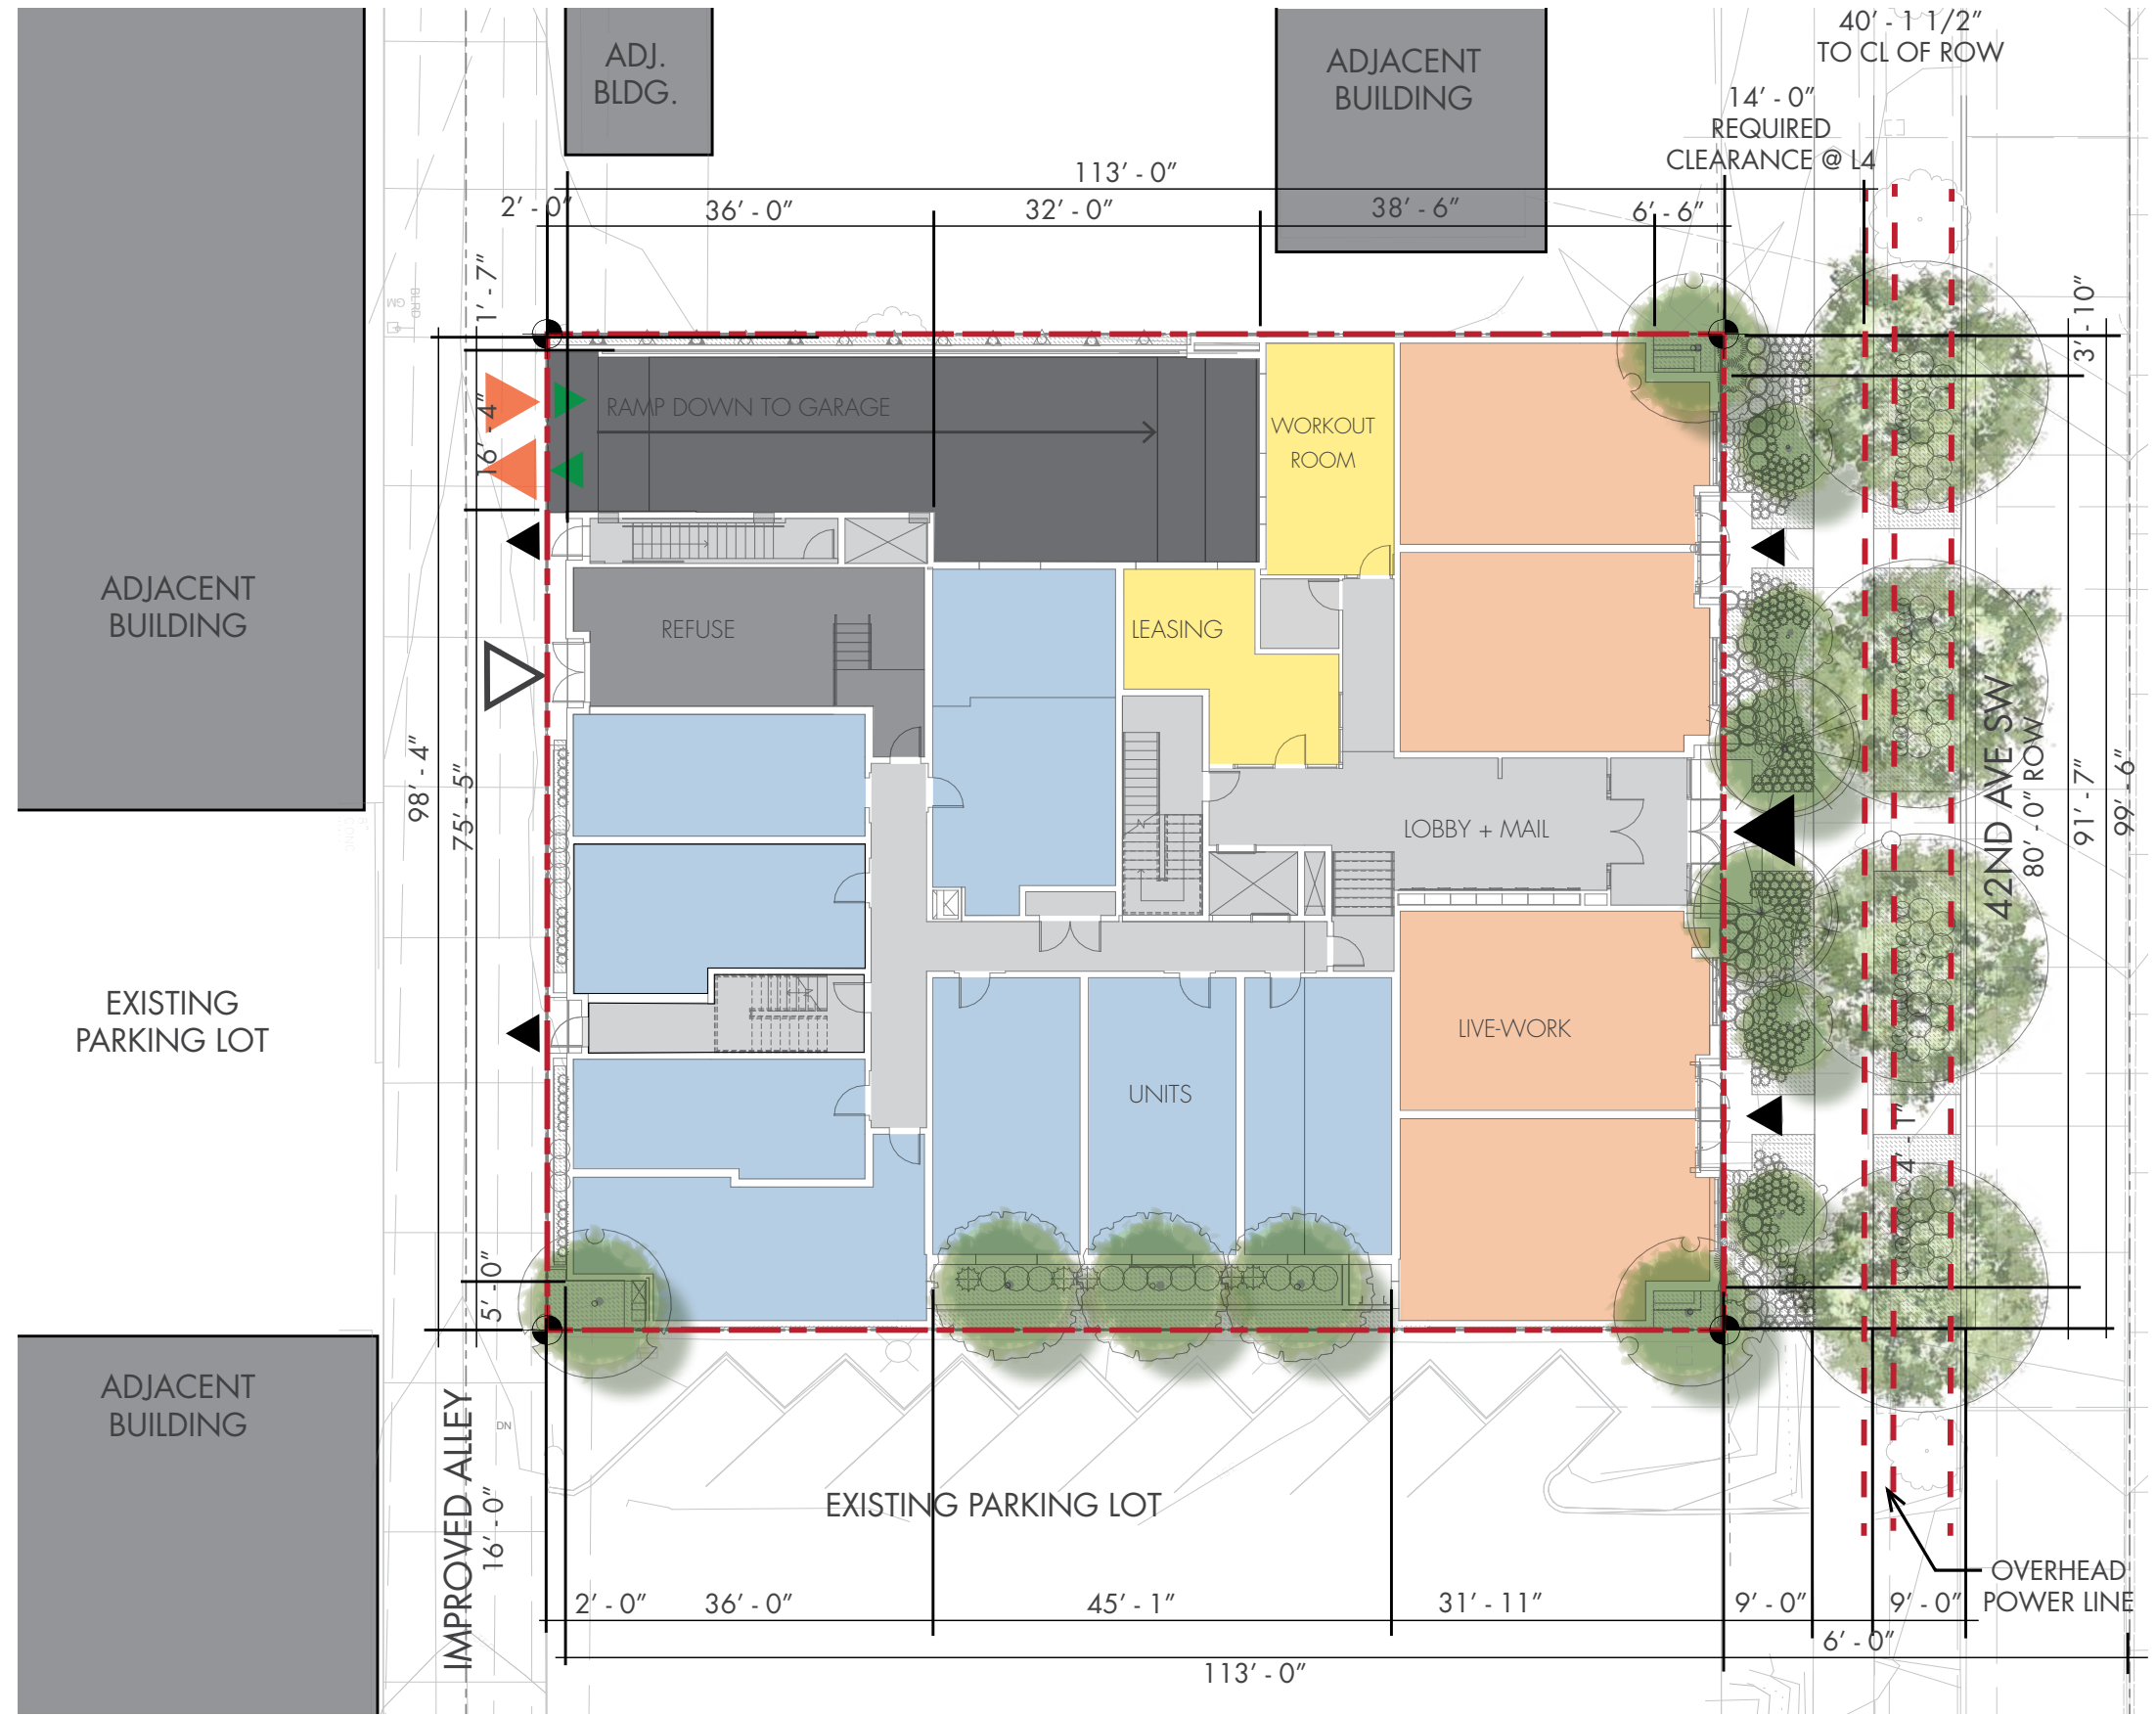 40' - 1 1/2"
TO CL OF ROW
ADJ.
BLDG.
ADJACENT
BUILDING
14' - 0"
REQUIRED
CLEARANCE @ L4
113' - 0"
2' - 0"
36' - 0"
32' - 0"
38' - 6"
6' - 6"
1' - 7"
BLRD
GM
3' - 10"
16' - 4"
RAMP DOWN TO GARAGE
WORKOUT
ROOM
ADJACENT
BUILDING
REFUSE
LEASING
98' - 4"
75' - 5"
LOBBY + MAIL
42ND AVE SW
80' - 0" ROW
91' - 7"
99' - 6"
EXISTING
PARKING LOT
LIVE-WORK
UNITS
4' - 1"
5' - 0"
ADJACENT
BUILDING
DN
IMPROVED ALLEY
16' - 0"
EXISTING PARKING LOT
OVERHEAD
POWER LINE
2' - 0"
36' - 0"
45' - 1"
31' - 11"
9' - 0"
9' - 0"
6' - 0"
113' - 0"